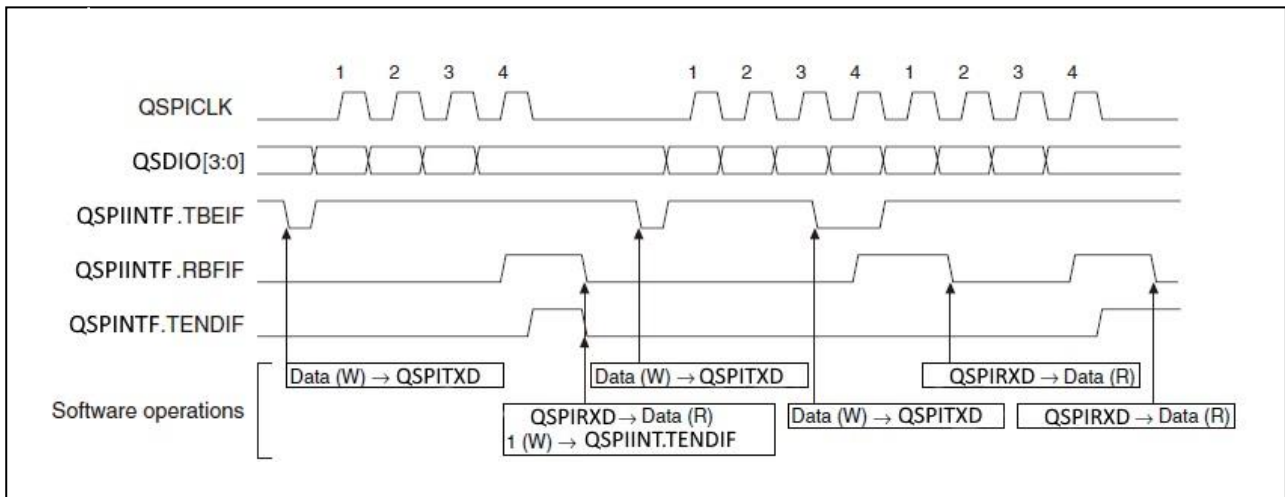 1 2 3 4 1 2 3 4 1 2 3 4
QSPICLK
QSDIO[3:0]
QSPIINTF.TBEIF
QSPIINTF.RBFIF
QSPINTF.TENDIF
Software operations
Data (W) → QSPITXD
Data (W) → QSPITXD
QSPIRXD → Data (R)
QSPIRXD → Data (R)
1 (W) → QSPIINT.TENDIF
Data (W) → QSPITXD
QSPIRXD → Data (R)